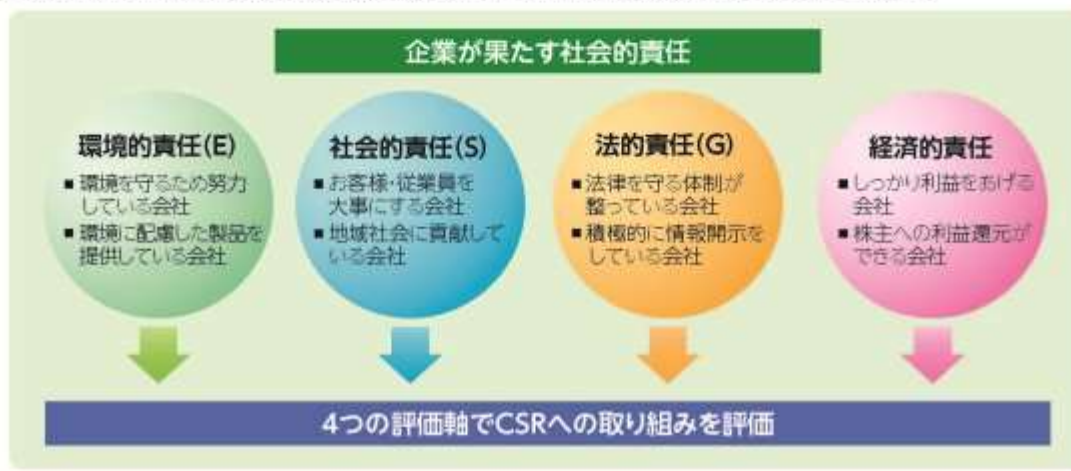 企業が果たす社会的責任
環境的責任(E)
■ 環境を守るため努力
している会社
■ 環境に配慮した製品を
提供している会社
社会的責任(S)
■ お客様・従業員を
大事にする会社
■ 地域社会に貢献して
いる会社
法的責任(G)
■ 法律を守る体制が
整っている会社
■ 積極的に情報開示を
している会社
経済的責任
■ しっかり利益をあげる
会社
■ 株主への利益還元が
できる会社
4つの評価軸でCSRへの取り組みを評価